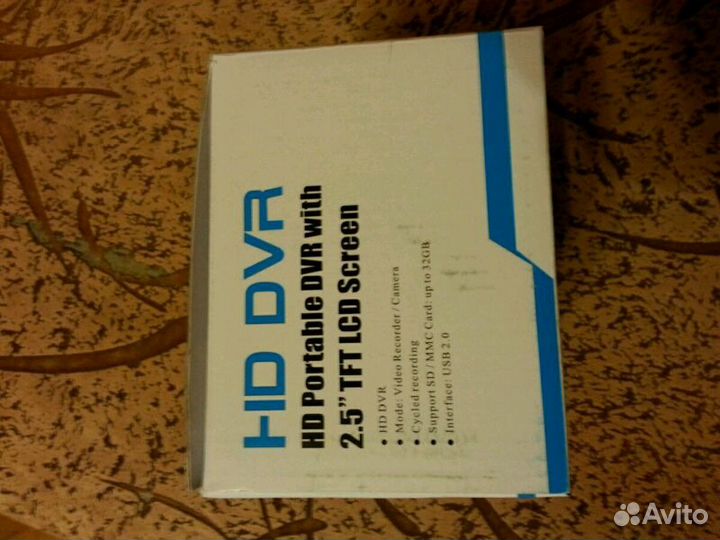 HD DVR
HD Portable DVR with
2.5” TFT LCD Screen
• HD DVR
• Mode: Video Recorder / Camera
• Cycled recording
• Support SD / MMC Card: up to 32GB
• Interface: USB 2.0
Avito